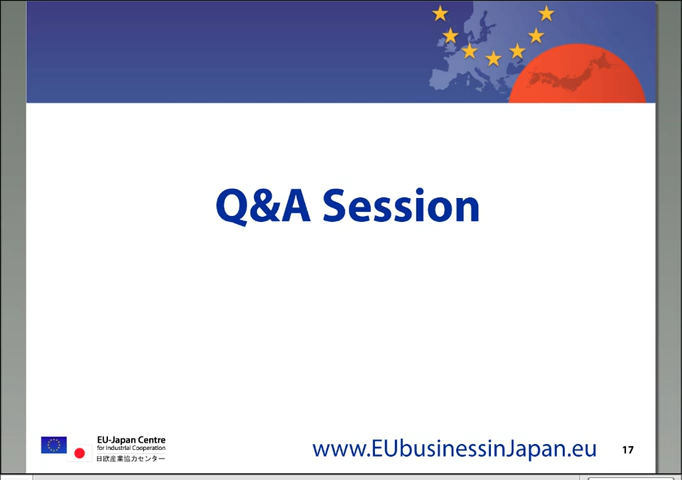 Q&A Session
EU-Japan Centre
for Industrial Cooperation
日欧産業協力センター
www.EUbusinessinJapan.eu
17